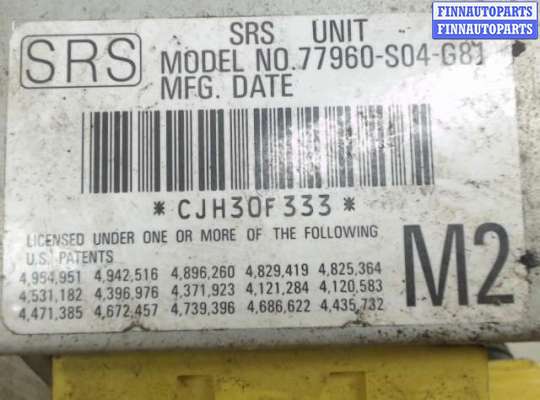 FINNAUTOPARTS
FINNAUTOPARTS
FINNAUTOPARTS
SRS
SRS UNIT
MODEL NO.77960-S04-G81
MFG. DATE
*CJH30F333*
LICENSED UNDER ONE OR MORE OF THE FOLLOWING
U.S. PATENTS
4,954,951 4,942,516 4,896,260 4,829,419 4,825,364
4,531,182 4,396,976 4,371,923 4,121,284 4,120,583
4,471,385 4,672,457 4,739,396 4,686,622 4,435,732
M2